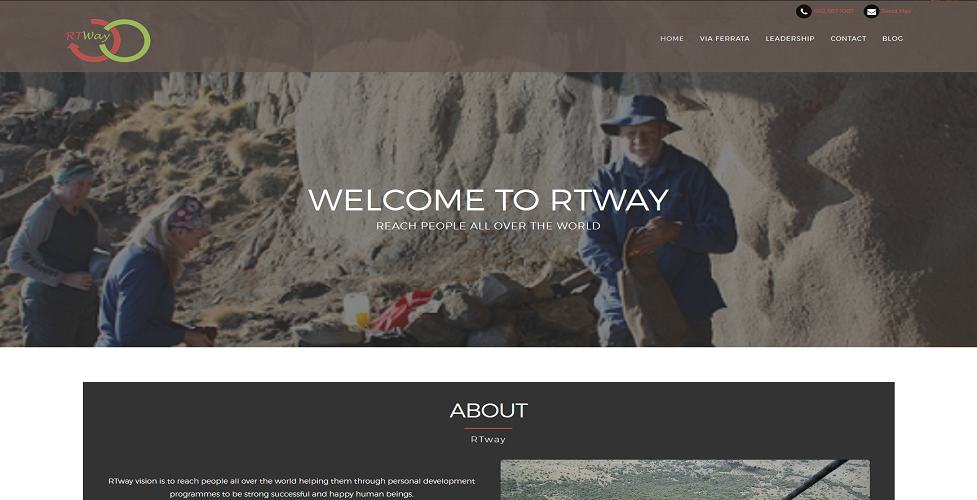 Send Mail
RTWay
HOME
VIA FERRATA
LEADERSHIP
CONTACT
BLOG
WELCOME TO RTWAY
REACH PEOPLE ALL OVER THE WORLD
ABOUT
RTway
RTway vision is to reach people all over the world helping them through personal development
programmes to be strong successful and happy human beings.